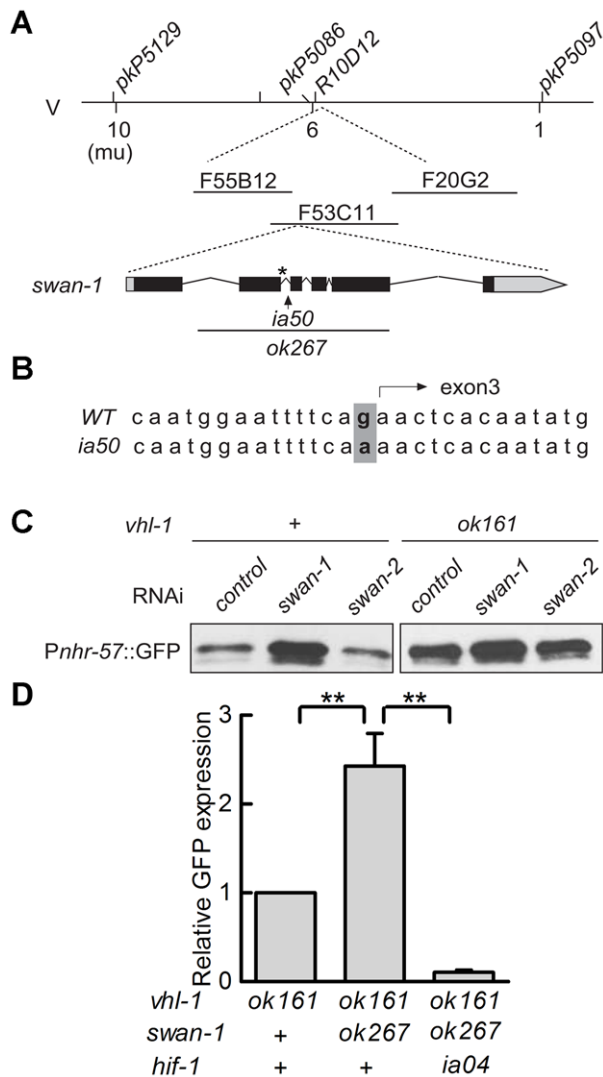 A
pkP5129 pkP5086 R10D12 pkP5097
V
10 6 1
(mu)
F55B12 F20G2
F53C11
swan-1 *
ia50
ok267
B
exon3
WT c a a t g g a a t t t t c a g a a c t c a c a a t a t g
ia50 c a a t g g a a t t t t c a a a a c t c a c a a t a t g
C
vhl-1 + ok161
RNAi control swan-1 swan-2 control swan-1 swan-2
Pnhr-57::GFP
D
** **
Relative GFP expression
3
2
1
0
vhl-1 ok161 ok161 ok161
swan-1 + ok267 ok267
hif-1 + + ia04